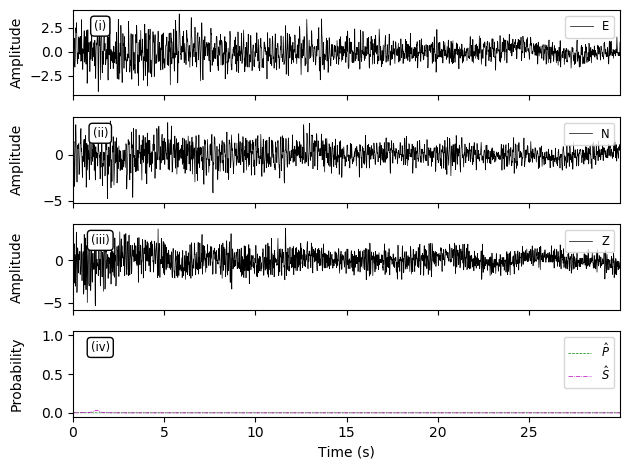 Amplitude
2.5
0.0
−2.5
(i)
E
Amplitude
0
−5
(ii)
N
Amplitude
0
−5
(iii)
Z
Probability
1.0
0.5
0.0
(iv)
P̂
Ŝ
0 5 10 15 20 25
Time (s)